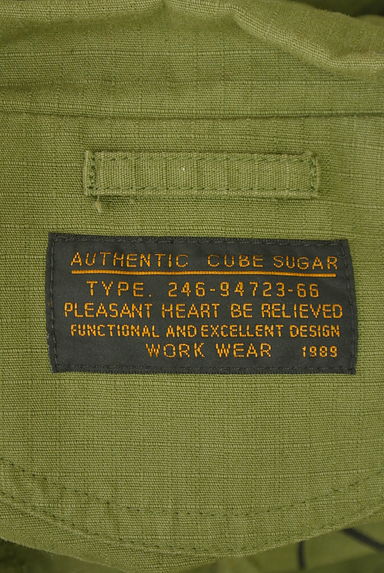 AUTHENTIC CUBE SUGAR
TYPE. 246-94723-66
PLEASANT HEART BE RELIEVED
FUNCTIONAL AND EXCELLENT DESIGN
WORK WEAR 1989